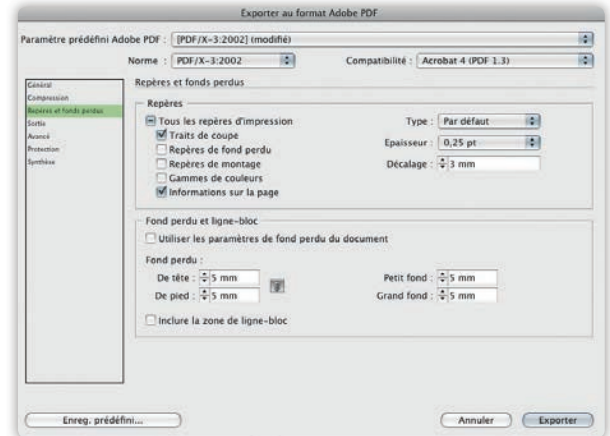 Exporter au format Adobe PDF
Paramètre prédéfini Adobe PDF : [PDF/X-3:2002] (modifié)
Norme : PDF/X-3:2002 Compatibilité : Acrobat 4 (PDF 1.3)
Général
Compression
Repères et fonds perdus
Sortie
Avancé
Protection
Synthèse
Repères et fonds perdus
Repères
Tous les repères d'impression
Traits de coupe
Repères de fond perdu
Repères de montage
Gammes de couleurs
Informations sur la page
Type : Par défaut
Epaisseur : 0,25 pt
Décalage : 3 mm
Fond perdu et ligne-bloc
Utiliser les paramètres de fond perdu du document
Fond perdu :
De tête : 5 mm Petit fond : 5 mm
De pied : 5 mm Grand fond : 5 mm
Inclure la zone de ligne-bloc
Enreg. prédéfini... Annuler Exporter